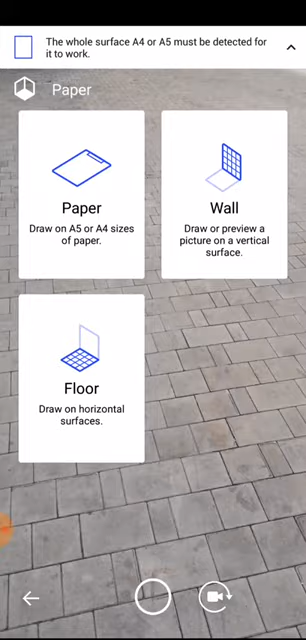 The whole surface A4 or A5 must be detected for
it to work.
Paper
Paper
Draw on A5 or A4 sizes
of paper.
Wall
Draw or preview a
picture on a vertical
surface.
Floor
Draw on horizontal
surfaces.